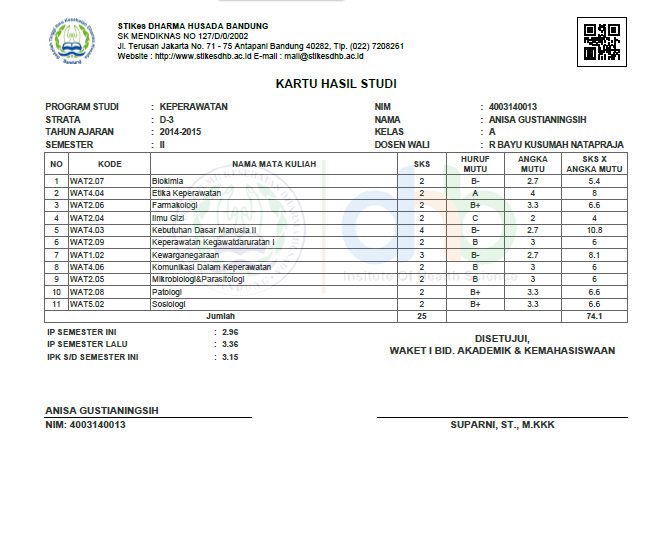 STIKes DHARMA HUSADA BANDUNG
SK MENDIKNAS NO 127/D/0/2002
Jl. Terusan Jakarta No. 71 - 75 Antapani Bandung 40282, Tlp. (022) 7208261
Website : http://www.stikesdhb.ac.id E-mail : mail@stikesdhb.ac.id
KARTU HASIL STUDI
PROGRAM STUDI : KEPERAWATAN NIM : 4003140013
STRATA : D-3 NAMA : ANISA GUSTIANINGSIH
TAHUN AJARAN : 2014-2015 KELAS : A
SEMESTER : II DOSEN WALI : R BAYU KUSUMAH NATAPRAJA
NO KODE NAMA MATA KULIAH SKS HURUF MUTU ANGKA MUTU SKS X ANGKA MUTU
1 WAT2.07 Biokimia 2 B- 2.7 5.4
2 WAT4.04 Etika Keperawatan 2 A 4 8
3 WAT2.06 Farmakologi 2 B+ 3.3 6.6
4 WAT2.04 Ilmu Gizi 2 C 2 4
5 WAT4.03 Kebutuhan Dasar Manusia II 4 B- 2.7 10.8
6 WAT2.09 Keperawatan Kegawatdaruratan I 2 B 3 6
7 WAT1.02 Kewarganegaraan 3 B- 2.7 8.1
8 WAT4.06 Komunikasi Dalam Keperawatan 2 B 3 6
9 WAT2.05 Mikrobiologi&Parasitologi 2 B 3 6
10 WAT2.08 Patologi 2 B+ 3.3 6.6
11 WAT5.02 Sosiologi 2 B+ 3.3 6.6
Jumlah 25 74.1
dhb
Institute Of Health Science
IP SEMESTER INI : 2.96
IP SEMESTER LALU : 3.36
IPK S/D SEMESTER INI : 3.15
DISETUJUI,
WAKET I BID. AKADEMIK & KEMAHASISWAAN
ANISA GUSTIANINGSIH
NIM: 4003140013
SUPARNI, ST., M.KKK